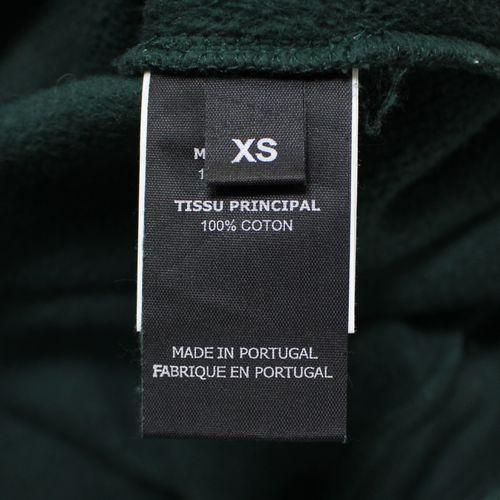 XS
TISSU PRINCIPAL
100% COTON
MADE IN PORTUGAL
FABRIQUE EN PORTUGAL